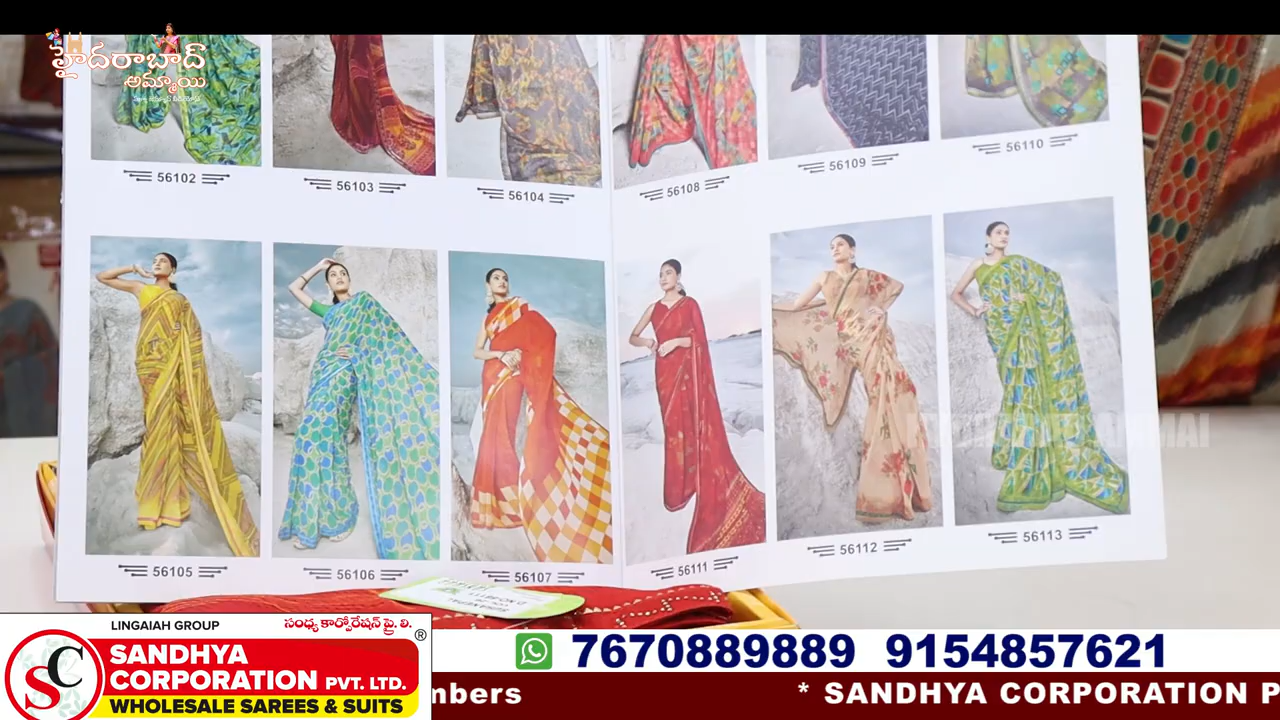 హైదరాబాద్
అమ్మాయి
56102
56103
56104
56108
56109
56110
56105
56106
56107
56111
56112
56113
LINGAIAH GROUP
సంధ్య కార్పోరేషన్ ప్రై. లి.
®
SC
SANDHYA
CORPORATION PVT. LTD.
WHOLESALE SAREES & SUITS
7670889889 9154857621
mbers * SANDHYA CORPORATION P